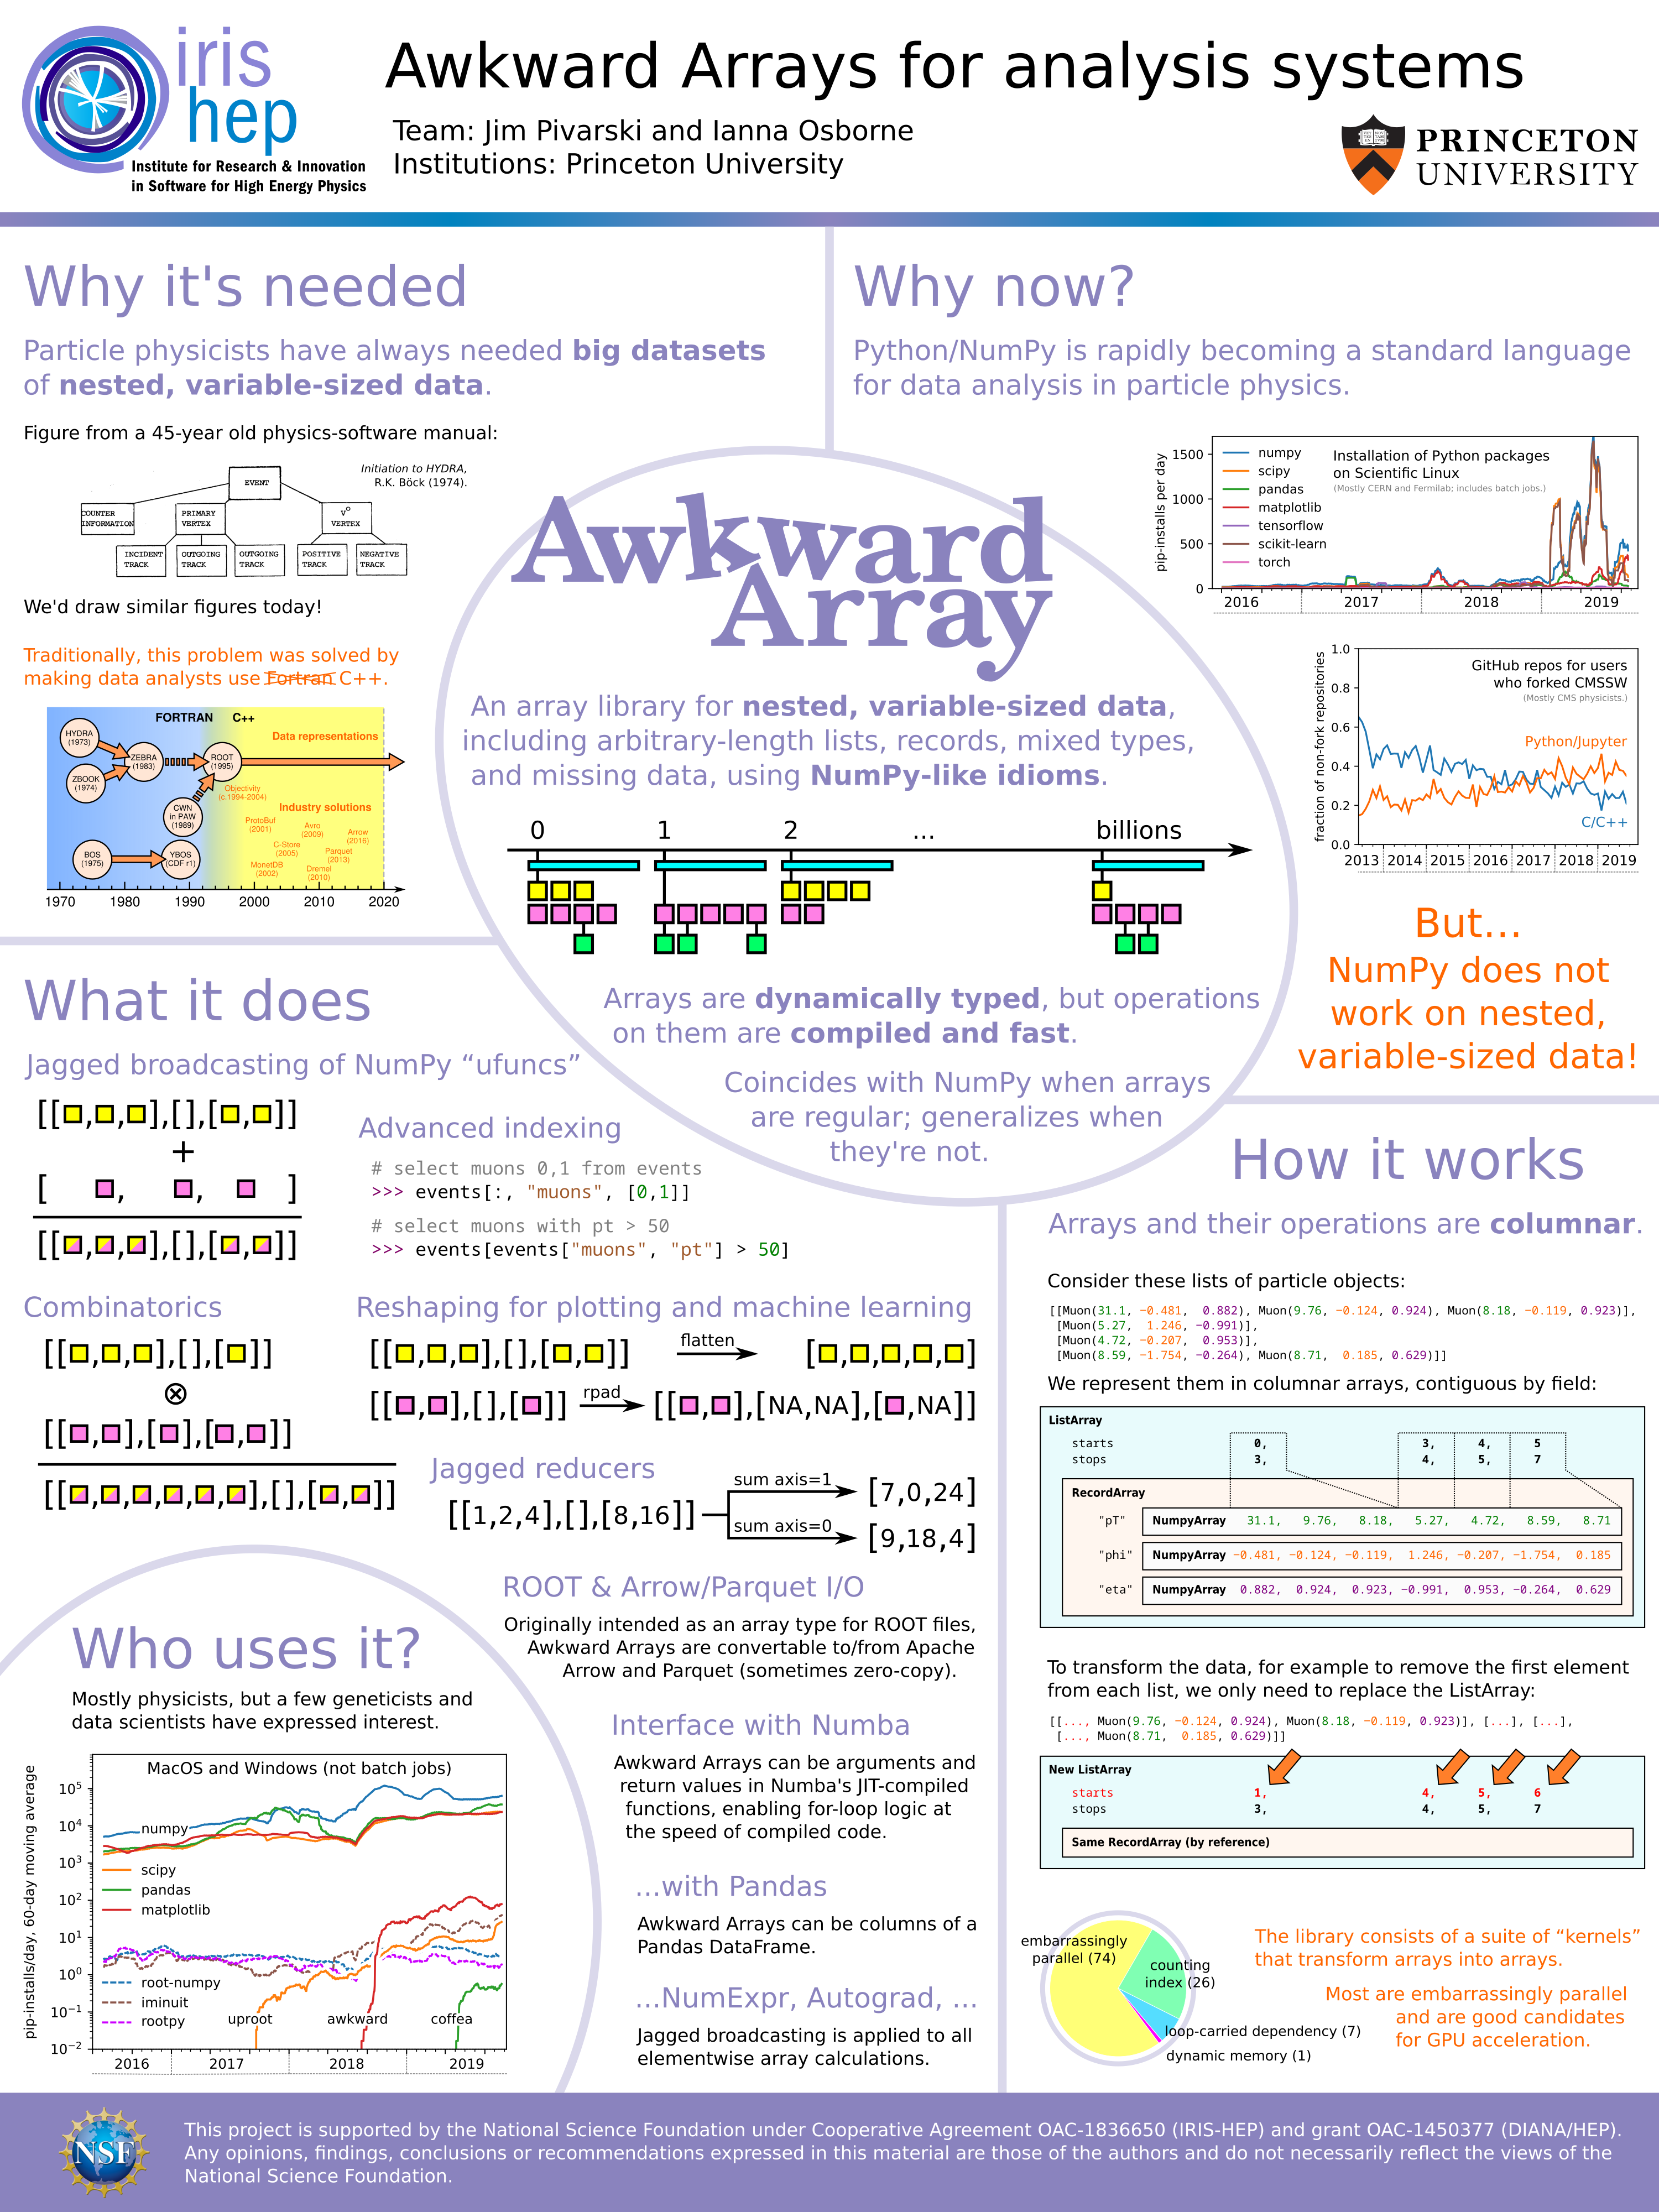 iris
hep
Institute for Research & Innovation
in Software for High Energy Physics
Awkward Arrays for analysis systems
Team: Jim Pivarski and Ianna Osborne
Institutions: Princeton University
PRINCETON
UNIVERSITY
Why it's needed
Particle physicists have always needed big datasets
of nested, variable-sized data.
Figure from a 45-year old physics-software manual:
Initiation to HYDRA,
R.K. Böck (1974).
EVENT
COUNTER
INFORMATION
PRIMARY
VERTEX
V°
VERTEX
INCIDENT
TRACK
OUTGOING
TRACK
OUTGOING
TRACK
POSITIVE
TRACK
NEGATIVE
TRACK
We'd draw similar figures today!
Traditionally, this problem was solved by
making data analysts use Fortran C++.
FORTRAN C++
Data representations
HYDRA
(1973)
ZBOOK
(1974)
ZEBRA
(1983)
ROOT
(1995)
CWN
in PAW
(1989)
BOS
(1975)
YBOS
(CDF r1)
Objectivity
(c.1994-2004)
Industry solutions
ProtoBuf
(2001)
Avro
(2009)
Arrow
(2016)
C-Store
(2005)
Parquet
(2013)
MonetDB
(2002)
Dremel
(2010)
1970 1980 1990 2000 2010 2020
Why now?
Python/NumPy is rapidly becoming a standard language
for data analysis in particle physics.
pip-installs per day
1500
1000
500
0
numpy
scipy
pandas
matplotlib
tensorflow
scikit-learn
torch
Installation of Python packages
on Scientific Linux
(Mostly CERN and Fermilab; includes batch jobs.)
2016 2017 2018 2019
fraction of non-fork repositories
1.0
0.8
0.6
0.4
0.2
0.0
GitHub repos for users
who forked CMSSW
(Mostly CMS physicists.)
Python/Jupyter
C/C++
2013 2014 2015 2016 2017 2018 2019
But...
NumPy does not
work on nested,
variable-sized data!
Awkward
Array
An array library for nested, variable-sized data,
including arbitrary-length lists, records, mixed types,
and missing data, using NumPy-like idioms.
0 1 2 ... billions
Arrays are dynamically typed, but operations
on them are compiled and fast.
Coincides with NumPy when arrays
are regular; generalizes when
they're not.
What it does
Jagged broadcasting of NumPy “ufuncs”
[[ , , ],[],[ , ]]
+
[ , , ]
[[ , , ],[],[ , ]]
Advanced indexing
# select muons 0,1 from events
>>> events[:, "muons", [0,1]]
# select muons with pt > 50
>>> events[events["muons", "pt"] > 50]
Combinatorics
[[ , , ],[],[ ]]
⊗
[[ , ],[ ],[ , ]]
[[ , , , , , ],[],[ , ]]
Reshaping for plotting and machine learning
[[ , , ],[],[ , ]] flatten [ , , , , ]
[[ , ],[],[ ]] rpad [[ , ],[NA,NA],[ ,NA]]
Jagged reducers
[[1,2,4],[],[8,16]]
sum axis=1 [7,0,24]
sum axis=0 [9,18,4]
ROOT & Arrow/Parquet I/O
Originally intended as an array type for ROOT files,
Awkward Arrays are convertable to/from Apache
Arrow and Parquet (sometimes zero-copy).
Interface with Numba
Awkward Arrays can be arguments and
return values in Numba's JIT-compiled
functions, enabling for-loop logic at
the speed of compiled code.
...with Pandas
Awkward Arrays can be columns of a
Pandas DataFrame.
...NumExpr, Autograd, ...
Jagged broadcasting is applied to all
elementwise array calculations.
Who uses it?
Mostly physicists, but a few geneticists and
data scientists have expressed interest.
pip-installs/day, 60-day moving average
MacOS and Windows (not batch jobs)
10⁵
10⁴
10³
10²
10¹
10⁰
10⁻¹
10⁻²
numpy
scipy
pandas
matplotlib
root-numpy
iminuit
rootpy
uproot awkward coffea
2016 2017 2018 2019
How it works
Arrays and their operations are columnar.
Consider these lists of particle objects:
[[Muon(31.1, −0.481, 0.882), Muon(9.76, −0.124, 0.924), Muon(8.18, −0.119, 0.923)],
[Muon(5.27, 1.246, −0.991)],
[Muon(4.72, −0.207, 0.953)],
[Muon(8.59, −1.754, −0.264), Muon(8.71, 0.185, 0.629)]]
We represent them in columnar arrays, contiguous by field:
ListArray
starts 0, 3, 4, 5
stops 3, 4, 5, 7
RecordArray
"pT" NumpyArray 31.1, 9.76, 8.18, 5.27, 4.72, 8.59, 8.71
"phi" NumpyArray −0.481, −0.124, −0.119, 1.246, −0.207, −1.754, 0.185
"eta" NumpyArray 0.882, 0.924, 0.923, −0.991, 0.953, −0.264, 0.629
To transform the data, for example to remove the first element
from each list, we only need to replace the ListArray:
[[..., Muon(9.76, −0.124, 0.924), Muon(8.18, −0.119, 0.923)], [...], [...],
[..., Muon(8.71, 0.185, 0.629)]]
New ListArray
starts 1, 4, 5, 6
stops 3, 4, 5, 7
Same RecordArray (by reference)
embarrassingly
parallel (74)
counting
index (26)
loop-carried dependency (7)
dynamic memory (1)
The library consists of a suite of “kernels”
that transform arrays into arrays.
Most are embarrassingly parallel
and are good candidates
for GPU acceleration.
NSF
This project is supported by the National Science Foundation under Cooperative Agreement OAC-1836650 (IRIS-HEP) and grant OAC-1450377 (DIANA/HEP).
Any opinions, findings, conclusions or recommendations expressed in this material are those of the authors and do not necessarily reflect the views of the
National Science Foundation.